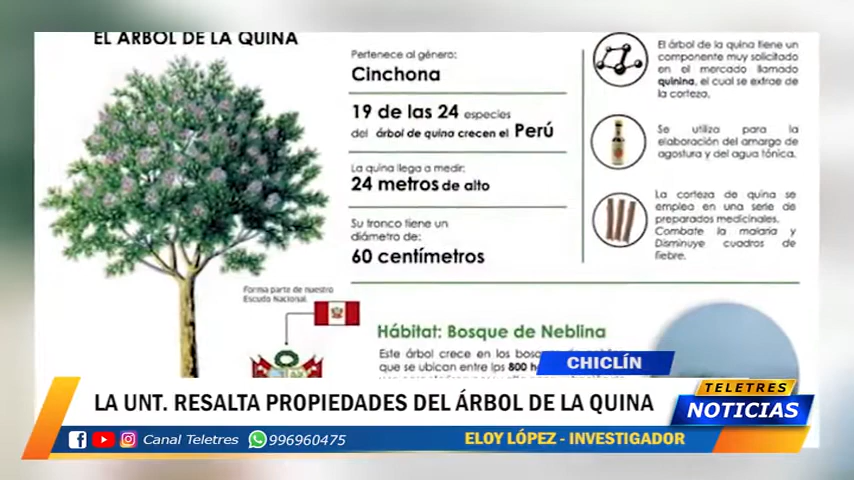 EL ÁRBOL DE LA QUINA
Pertenece al género:
Cinchona
19 de las 24 especies
del árbol de quina crecen el Perú
La quina llega a medir:
24 metros de alto
Su tronco tiene un
diámetro de:
60 centímetros
El árbol de la quina tiene un
componente muy solicitado
en el mercado llamado
quinina, el cual se extrae de
la corteza.
Se utiliza para la
elaboración del amargo de
agostura y del agua tónica.
La corteza de quina se
emplea en una serie de
preparados medicinales.
Combate la malaria y
Disminuye cuadros de
fiebre.
Forma parte de nuestro
Escudo Nacional
Hábitat: Bosque de Neblina
Este árbol crece en los
que se ubican entre los 800
CHICLÍN
LA UNT. RESALTA PROPIEDADES DEL ÁRBOL DE LA QUINA
TELETRES
NOTICIAS
Canal Teletres 996960475
ELOY LÓPEZ - INVESTIGADOR